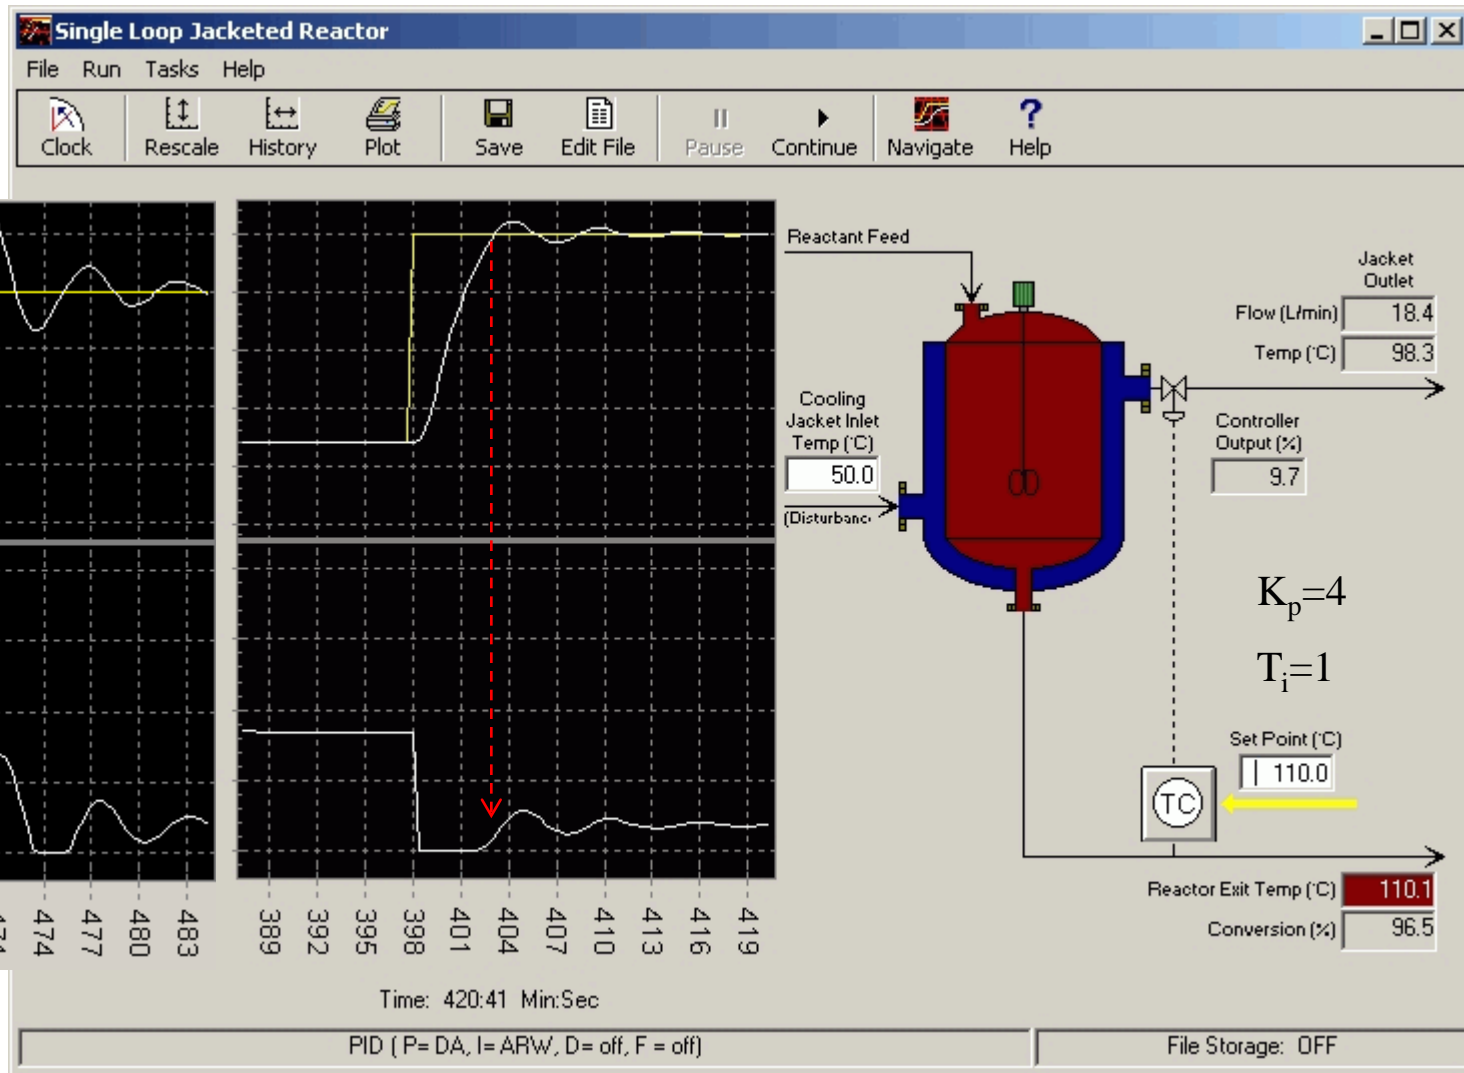 Single Loop Jacketed Reactor
File Run Tasks Help
Clock Rescale History Plot Save Edit File Pause Continue Navigate Help
Reactant Feed
Jacket
Outlet
Flow (L/min) 18.4
Temp (°C) 98.3
Cooling
Jacket Inlet
Temp (°C)
50.0
(Disturbanc
Controller
Output (%)
9.7
Kp=4
Ti=1
Set Point (°C)
110.0
TC
Reactor Exit Temp (°C) 110.1
Conversion (%) 96.5
474 477 480 483
389 392 395 398 401 404 407 410 413 416 419
Time: 420:41 Min:Sec
PID ( P= DA, I= ARW, D= off, F = off)
File Storage: OFF